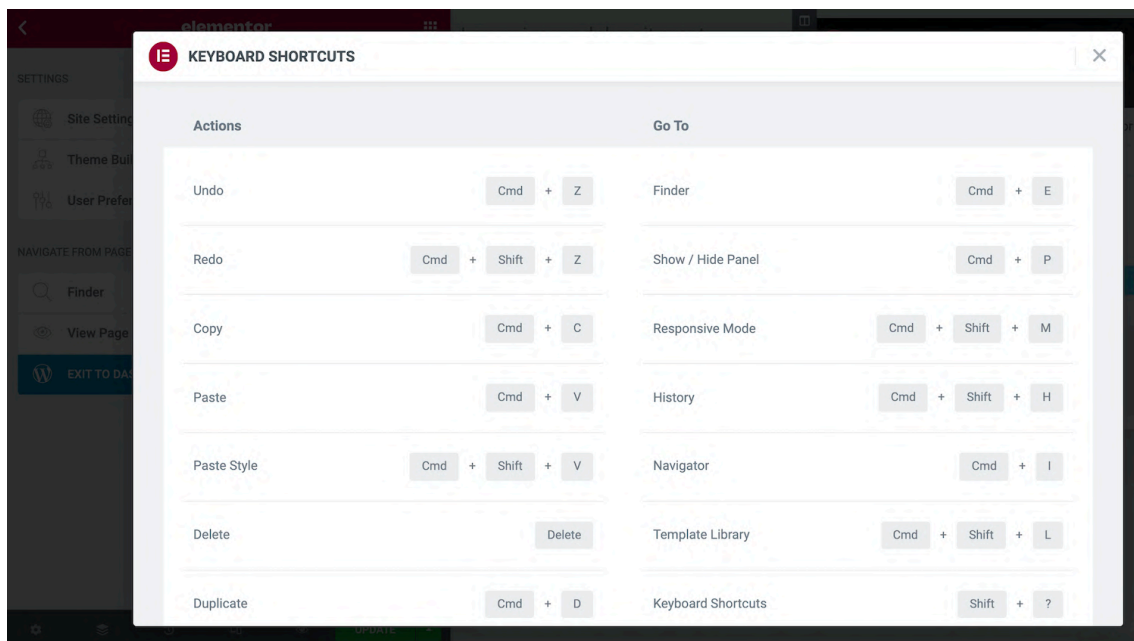 elementor
KEYBOARD SHORTCUTS
SETTINGS
Site Setting
Theme Buil
User Prefer
NAVIGATE FROM PAGE
Finder
View Page
EXIT TO DAS
Actions
Undo Cmd + Z
Redo Cmd + Shift + Z
Copy Cmd + C
Paste Cmd + V
Paste Style Cmd + Shift + V
Delete Delete
Duplicate Cmd + D
Go To
Finder Cmd + E
Show / Hide Panel Cmd + P
Responsive Mode Cmd + Shift + M
History Cmd + Shift + H
Navigator Cmd + I
Template Library Cmd + Shift + L
Keyboard Shortcuts Shift + ?
UPDATE